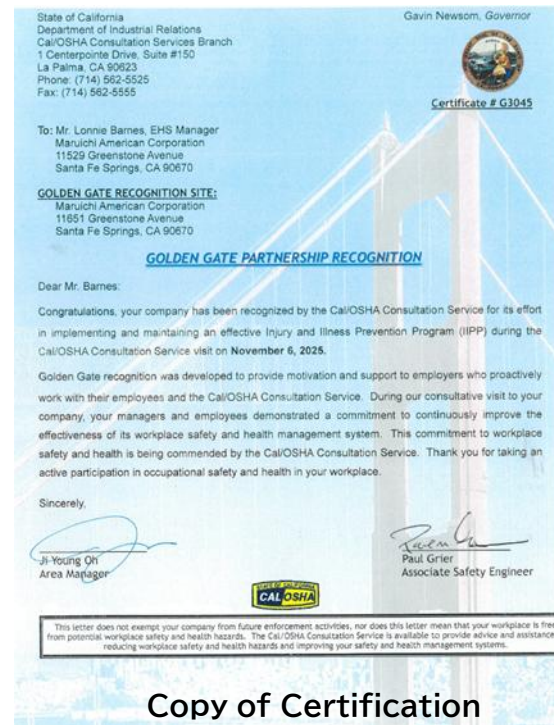 State of California
Department of Industrial Relations
Cal/OSHA Consultation Services Branch
1 Centerpointe Drive, Suite #150
La Palma, CA 90623
Phone: (714) 562-5525
Fax: (714) 562-5555
Gavin Newsom, Governor
Certificate # G3045
To: Mr. Lonnie Barnes, EHS Manager
Maruichi American Corporation
11529 Greenstone Avenue
Santa Fe Springs, CA 90670
GOLDEN GATE RECOGNITION SITE:
Maruichi American Corporation
11651 Greenstone Avenue
Santa Fe Springs, CA 90670
GOLDEN GATE PARTNERSHIP RECOGNITION
Dear Mr. Barnes:
Congratulations, your company has been recognized by the Cal/OSHA Consultation Service for its effort
in implementing and maintaining an effective Injury and Illness Prevention Program (IIPP) during the
Cal/OSHA Consultation Service visit on November 6, 2025.
Golden Gate recognition was developed to provide motivation and support to employers who proactively
work with their employees and the Cal/OSHA Consultation Service. During our consultative visit to your
company, your managers and employees demonstrated a commitment to continuously improve the
effectiveness of its workplace safety and health management system. This commitment to workplace
safety and health is being commended by the Cal/OSHA Consultation Service. Thank you for taking an
active participation in occupational safety and health in your workplace.
Sincerely,
Ji-Young Oh
Area Manager
Paul Grier
Associate Safety Engineer
STATE OF CALIFORNIA
CAL OSHA
This letter does not exempt your company from future enforcement activities, nor does this letter mean that your workplace is free
from potential workplace safety and health hazards. The Cal/OSHA Consultation Service is available to provide advice and assistance
reducing workplace safety and health hazards and improving your safety and health management systems.
Copy of Certification